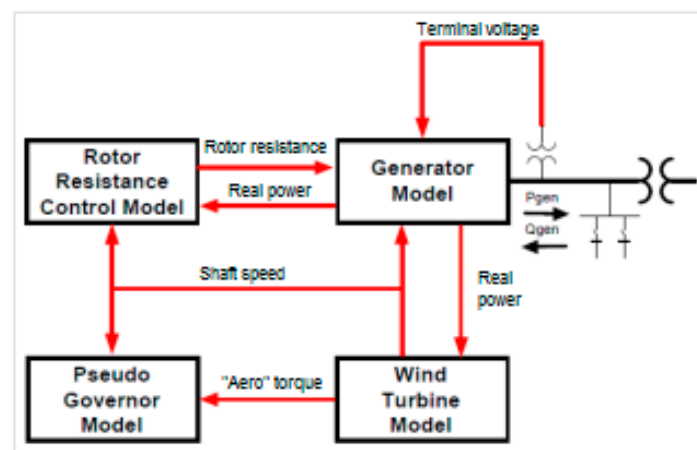 Terminal voltage
Rotor
Resistance
Control Model
Rotor resistance
Real power
Generator
Model
Pgen
Qgen
Shaft speed
Real
power
Pseudo
Governor
Model
"Aero" torque
Wind
Turbine
Model